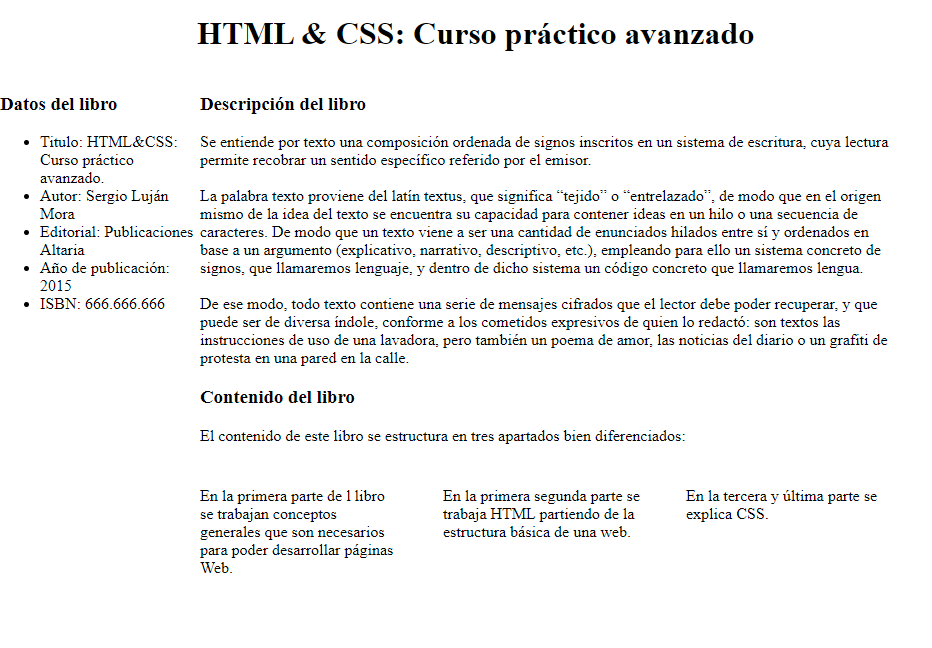 HTML & CSS: Curso práctico avanzado
Datos del libro
• Titulo: HTML&CSS:
Curso práctico
avanzado.
• Autor: Sergio Luján
Mora
• Editorial: Publicaciones
Altaria
• Año de publicación:
2015
• ISBN: 666.666.666
Descripción del libro
Se entiende por texto una composición ordenada de signos inscritos en un sistema de escritura, cuya lectura
permite recobrar un sentido específico referido por el emisor.
La palabra texto proviene del latín textus, que significa “tejido” o “entrelazado”, de modo que en el origen
mismo de la idea del texto se encuentra su capacidad para contener ideas en un hilo o una secuencia de
caracteres. De modo que un texto viene a ser una cantidad de enunciados hilados entre sí y ordenados en
base a un argumento (explicativo, narrativo, descriptivo, etc.), empleando para ello un sistema concreto de
signos, que llamaremos lenguaje, y dentro de dicho sistema un código concreto que llamaremos lengua.
De ese modo, todo texto contiene una serie de mensajes cifrados que el lector debe poder recuperar, y que
puede ser de diversa índole, conforme a los cometidos expresivos de quien lo redactó: son textos las
instrucciones de uso de una lavadora, pero también un poema de amor, las noticias del diario o un grafiti de
protesta en una pared en la calle.
Contenido del libro
El contenido de este libro se estructura en tres apartados bien diferenciados:
En la primera parte de l libro
se trabajan conceptos
generales que son necesarios
para poder desarrollar páginas
Web.
En la primera segunda parte se
trabaja HTML partiendo de la
estructura básica de una web.
En la tercera y última parte se
explica CSS.